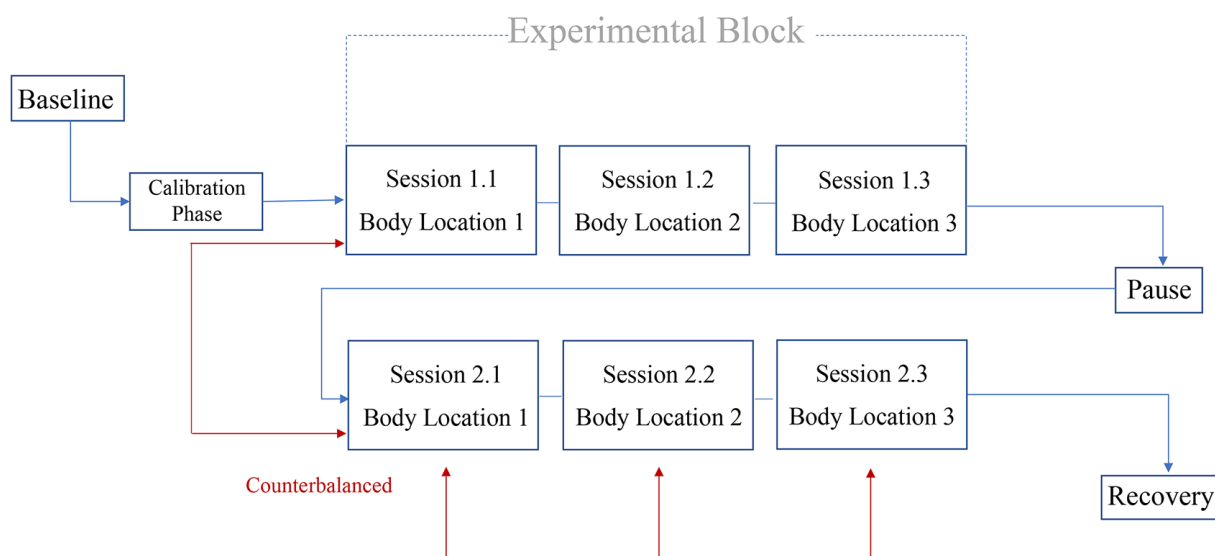 Experimental Block
Baseline
Calibration
Phase
Session 1.1
Body Location 1
Session 1.2
Body Location 2
Session 1.3
Body Location 3
Pause
Session 2.1
Body Location 1
Session 2.2
Body Location 2
Session 2.3
Body Location 3
Counterbalanced
Recovery